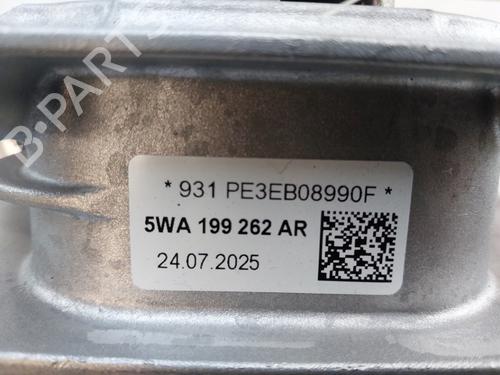 B-PARTS
* 931 PE3EB08990F *
5WA 199 262 AR
24.07.2025